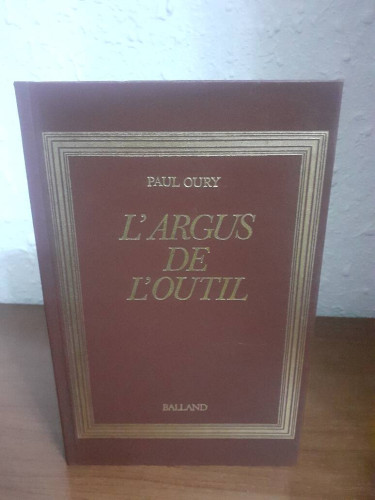 PAUL OURY
L'ARGUS
DE
L'OUTIL
BALLAND